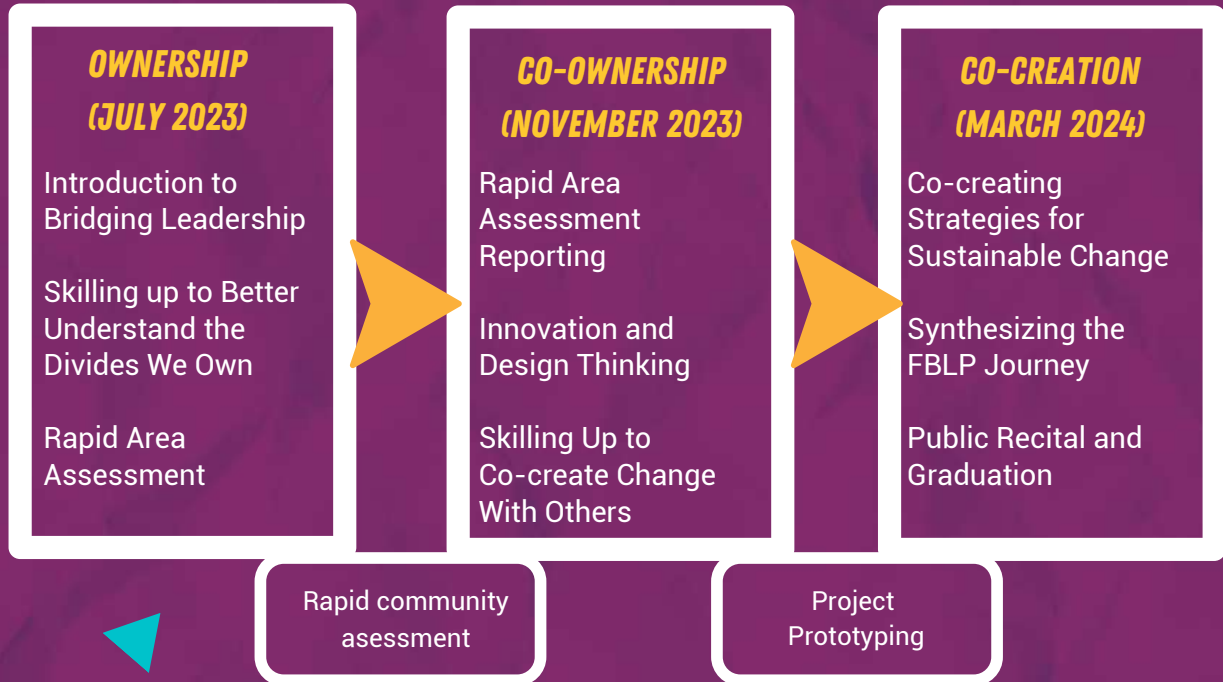 OWNERSHIP
(JULY 2023)
Introduction to
Bridging Leadership
Skilling up to Better
Understand the
Divides We Own
Rapid Area
Assessment
CO-OWNERSHIP
(NOVEMBER 2023)
Rapid Area
Assessment
Reporting
Innovation and
Design Thinking
Skilling Up to
Co-create Change
With Others
CO-CREATION
(MARCH 2024)
Co-creating
Strategies for
Sustainable Change
Synthesizing the
FBLP Journey
Public Recital and
Graduation
Rapid community
asessment
Project
Prototyping